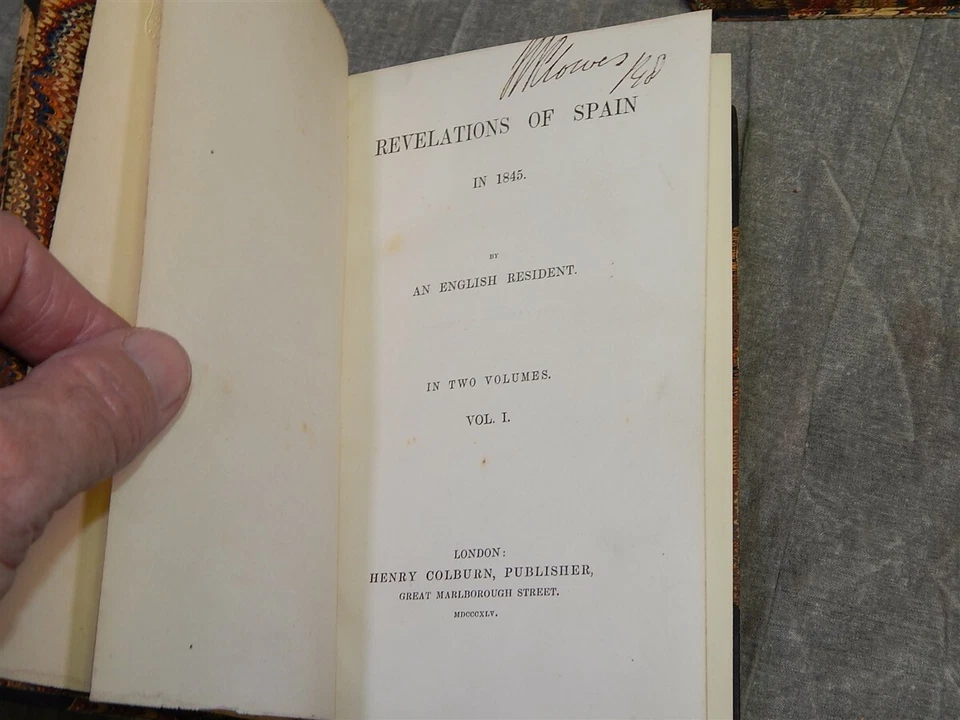 REVELATIONS OF SPAIN
IN 1845.
BY
AN ENGLISH RESIDENT.
IN TWO VOLUMES.
VOL. I.
LONDON:
HENRY COLBURN, PUBLISHER,
GREAT MARLBOROUGH STREET.
MDCCCXLV.